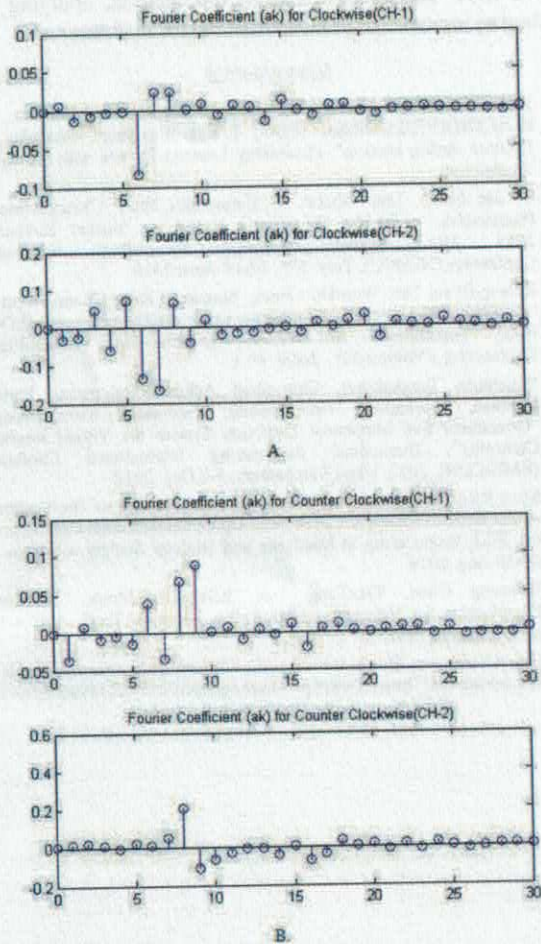 Fourier Coefficient (ak) for Clockwise(CH-1)
0.1
0.05
0
-0.05
-0.1
0 5 10 15 20 25 30
Fourier Coefficient (ak) for Clockwise(CH-2)
0.2
0.1
0
-0.1
-0.2
0 5 10 15 20 25 30
A.
Fourier Coefficient (ak) for Counter Clockwise(CH-1)
0.15
0.1
0.05
0
-0.05
0 5 10 15 20 25 30
Fourier Coefficient (ak) for Counter Clockwise(CH-2)
0.6
0.4
0.2
0
-0.2
0 5 10 15 20 25 30
B.